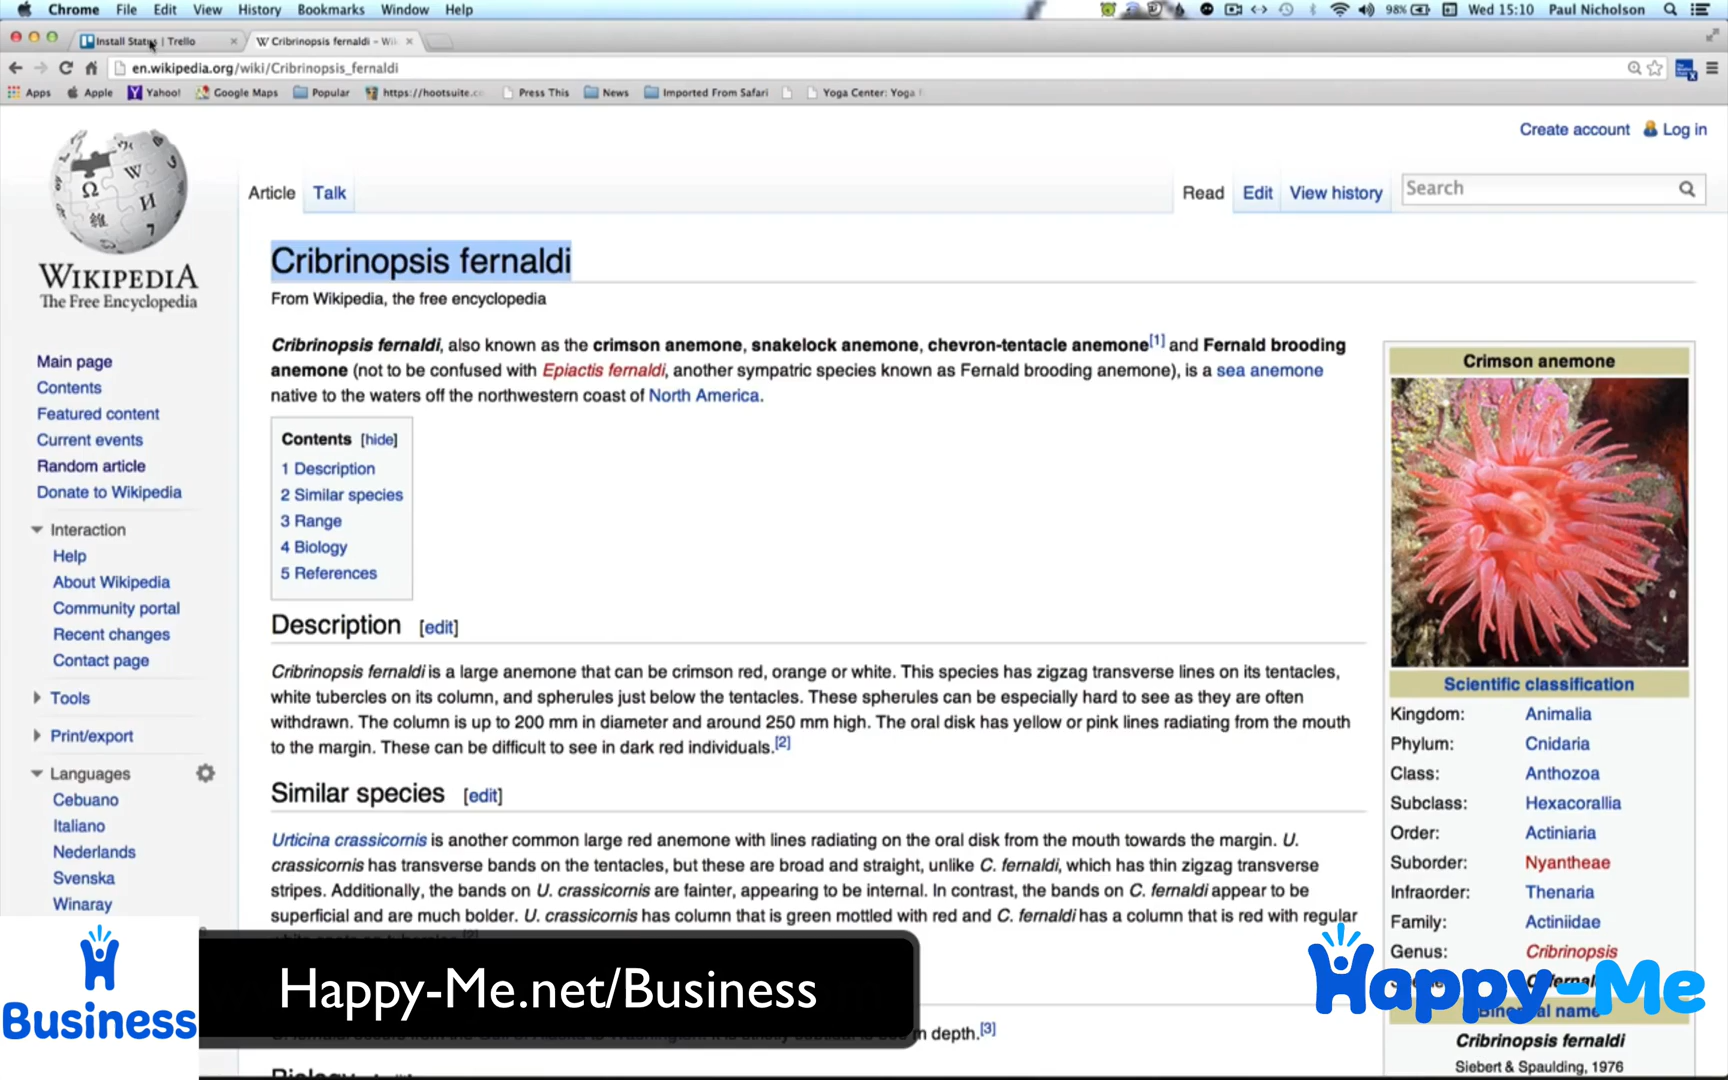 Chrome File Edit View History Bookmarks Window Help 98% Wed 15:10 Paul Nicholson
Install Status | Trello Cribrinopsis fernaldi – Wi
en.wikipedia.org/wiki/Cribrinopsis_fernaldi
Apps Apple Yahoo! Google Maps Popular https://hootsuite.c Press This News Imported From Safari Yoga Center: Yoga
Create account Log in
Article Talk Read Edit View history Search
WIKIPEDIA
The Free Encyclopedia
Main page
Contents
Featured content
Current events
Random article
Donate to Wikipedia
Interaction
Help
About Wikipedia
Community portal
Recent changes
Contact page
Tools
Print/export
Languages
Cebuano
Italiano
Nederlands
Svenska
Winaray
Cribrinopsis fernaldi
From Wikipedia, the free encyclopedia
Cribrinopsis fernaldi, also known as the crimson anemone, snakelock anemone, chevron-tentacle anemone[1] and Fernald brooding
anemone (not to be confused with Epiactis fernaldi, another sympatric species known as Fernald brooding anemone), is a sea anemone
native to the waters off the northwestern coast of North America.
Contents [hide]
1 Description
2 Similar species
3 Range
4 Biology
5 References
Description [edit]
Cribrinopsis fernaldi is a large anemone that can be crimson red, orange or white. This species has zigzag transverse lines on its tentacles,
white tubercles on its column, and spherules just below the tentacles. These spherules can be especially hard to see as they are often
withdrawn. The column is up to 200 mm in diameter and around 250 mm high. The oral disk has yellow or pink lines radiating from the mouth
to the margin. These can be difficult to see in dark red individuals.[2]
Similar species [edit]
Urticina crassicornis is another common large red anemone with lines radiating on the oral disk from the mouth towards the margin. U.
crassicornis has transverse bands on the tentacles, but these are broad and straight, unlike C. fernaldi, which has thin zigzag transverse
stripes. Additionally, the bands on U. crassicornis are fainter, appearing to be internal. In contrast, the bands on C. fernaldi appear to be
superficial and are much bolder. U. crassicornis has column that is green mottled with red and C. fernaldi has a column that is red with regular
m depth.[3]
Crimson anemone
Scientific classification
Kingdom: Animalia
Phylum: Cnidaria
Class: Anthozoa
Subclass: Hexacorallia
Order: Actiniaria
Suborder: Nyantheae
Infraorder: Thenaria
Family: Actiniidae
Genus: Cribrinopsis
Binomial name
Cribrinopsis fernaldi
Siebert & Spaulding, 1976
Business
Happy-Me.net/Business
Happy-Me